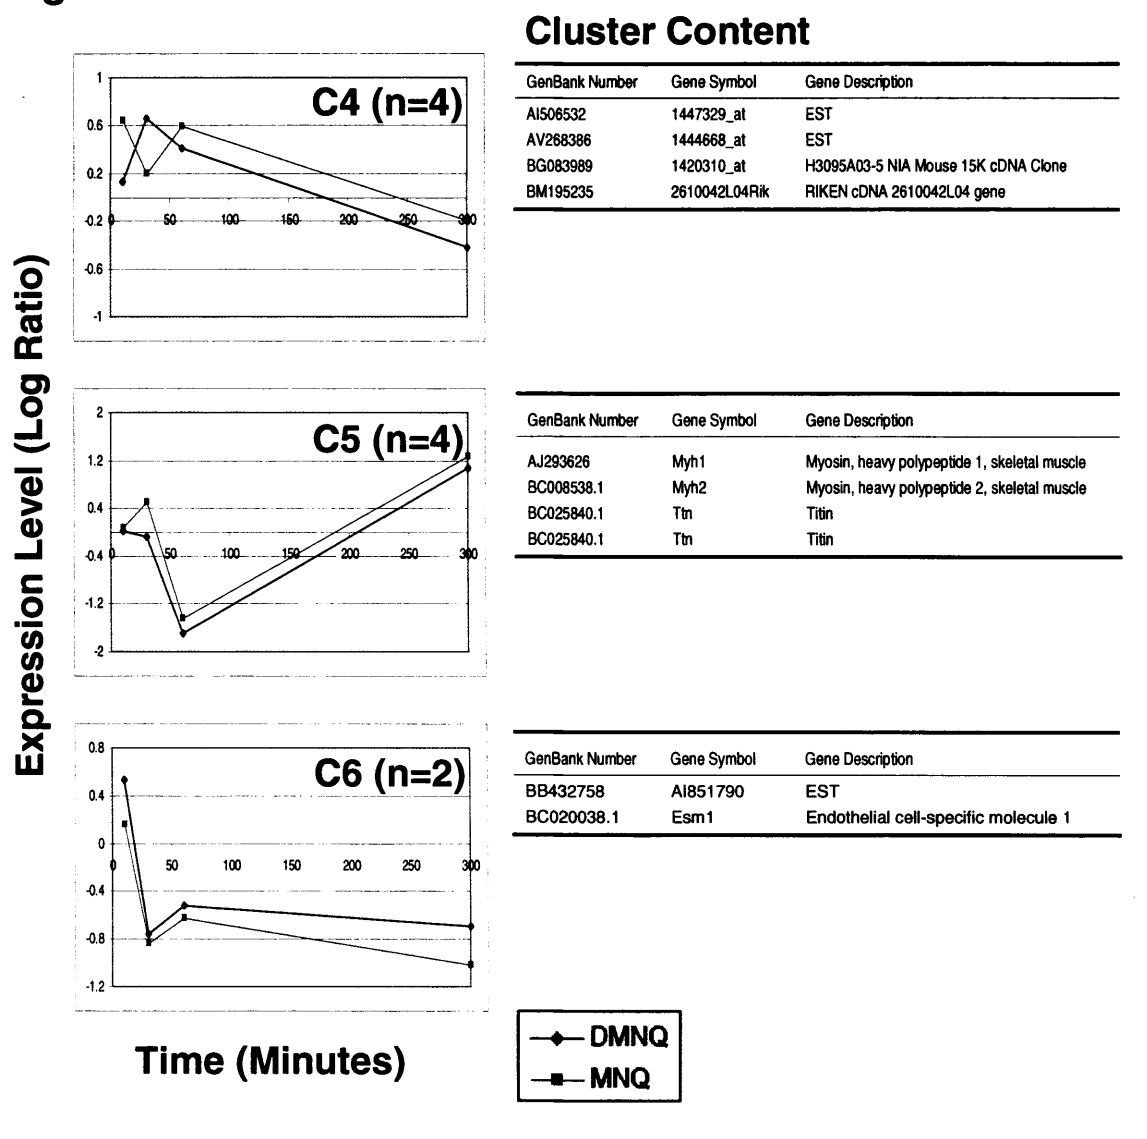 g
Cluster Content
Expression Level (Log Ratio)
C4 (n=4)
1
0.6
0.2
-0.2
-0.6
-1
0 50 100 150 200 250 300
GenBank Number Gene Symbol Gene Description
AI506532 1447329_at EST
AV268386 1444668_at EST
BG083989 1420310_at H3095A03-5 NIA Mouse 15K cDNA Clone
BM195235 2610042L04Rik RIKEN cDNA 2610042L04 gene
C5 (n=4)
2
1.2
0.4
-0.4
-1.2
-2
0 50 100 150 200 250 300
GenBank Number Gene Symbol Gene Description
AJ293626 Myh1 Myosin, heavy polypeptide 1, skeletal muscle
BC008538.1 Myh2 Myosin, heavy polypeptide 2, skeletal muscle
BC025840.1 Ttn Titin
BC025840.1 Ttn Titin
C6 (n=2)
0.8
0.4
0
-0.4
-0.8
-1.2
0 50 100 150 200 250 300
GenBank Number Gene Symbol Gene Description
BB432758 AI851790 EST
BC020038.1 Esm1 Endothelial cell-specific molecule 1
Time (Minutes)
DMNQ
MNQ